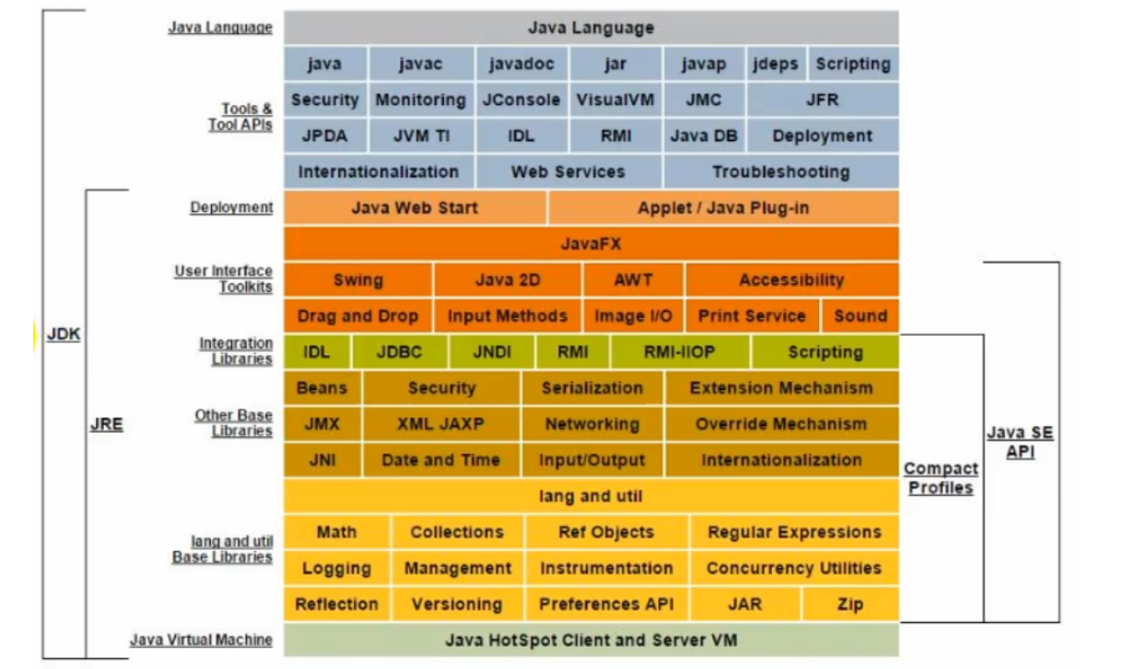 Java Language
Java Language
java javac javadoc jar javap jdeps Scripting
Tools &
Tool APIs
Security Monitoring JConsole VisualVM JMC JFR
JPDA JVM TI IDL RMI Java DB Deployment
Internationalization Web Services Troubleshooting
Deployment
Java Web Start Applet / Java Plug-in
JavaFX
User Interface
Toolkits
Swing Java 2D AWT Accessibility
Drag and Drop Input Methods Image I/O Print Service Sound
Integration
Libraries
IDL JDBC JNDI RMI RMI-IIOP Scripting
Other Base
Libraries
Beans Security Serialization Extension Mechanism
JMX XML JAXP Networking Override Mechanism
JNI Date and Time Input/Output Internationalization
lang and util
lang and util
Base Libraries
Math Collections Ref Objects Regular Expressions
Logging Management Instrumentation Concurrency Utilities
Reflection Versioning Preferences API JAR Zip
Java Virtual Machine
Java HotSpot Client and Server VM
JDK
JRE
Compact
Profiles
Java SE
API